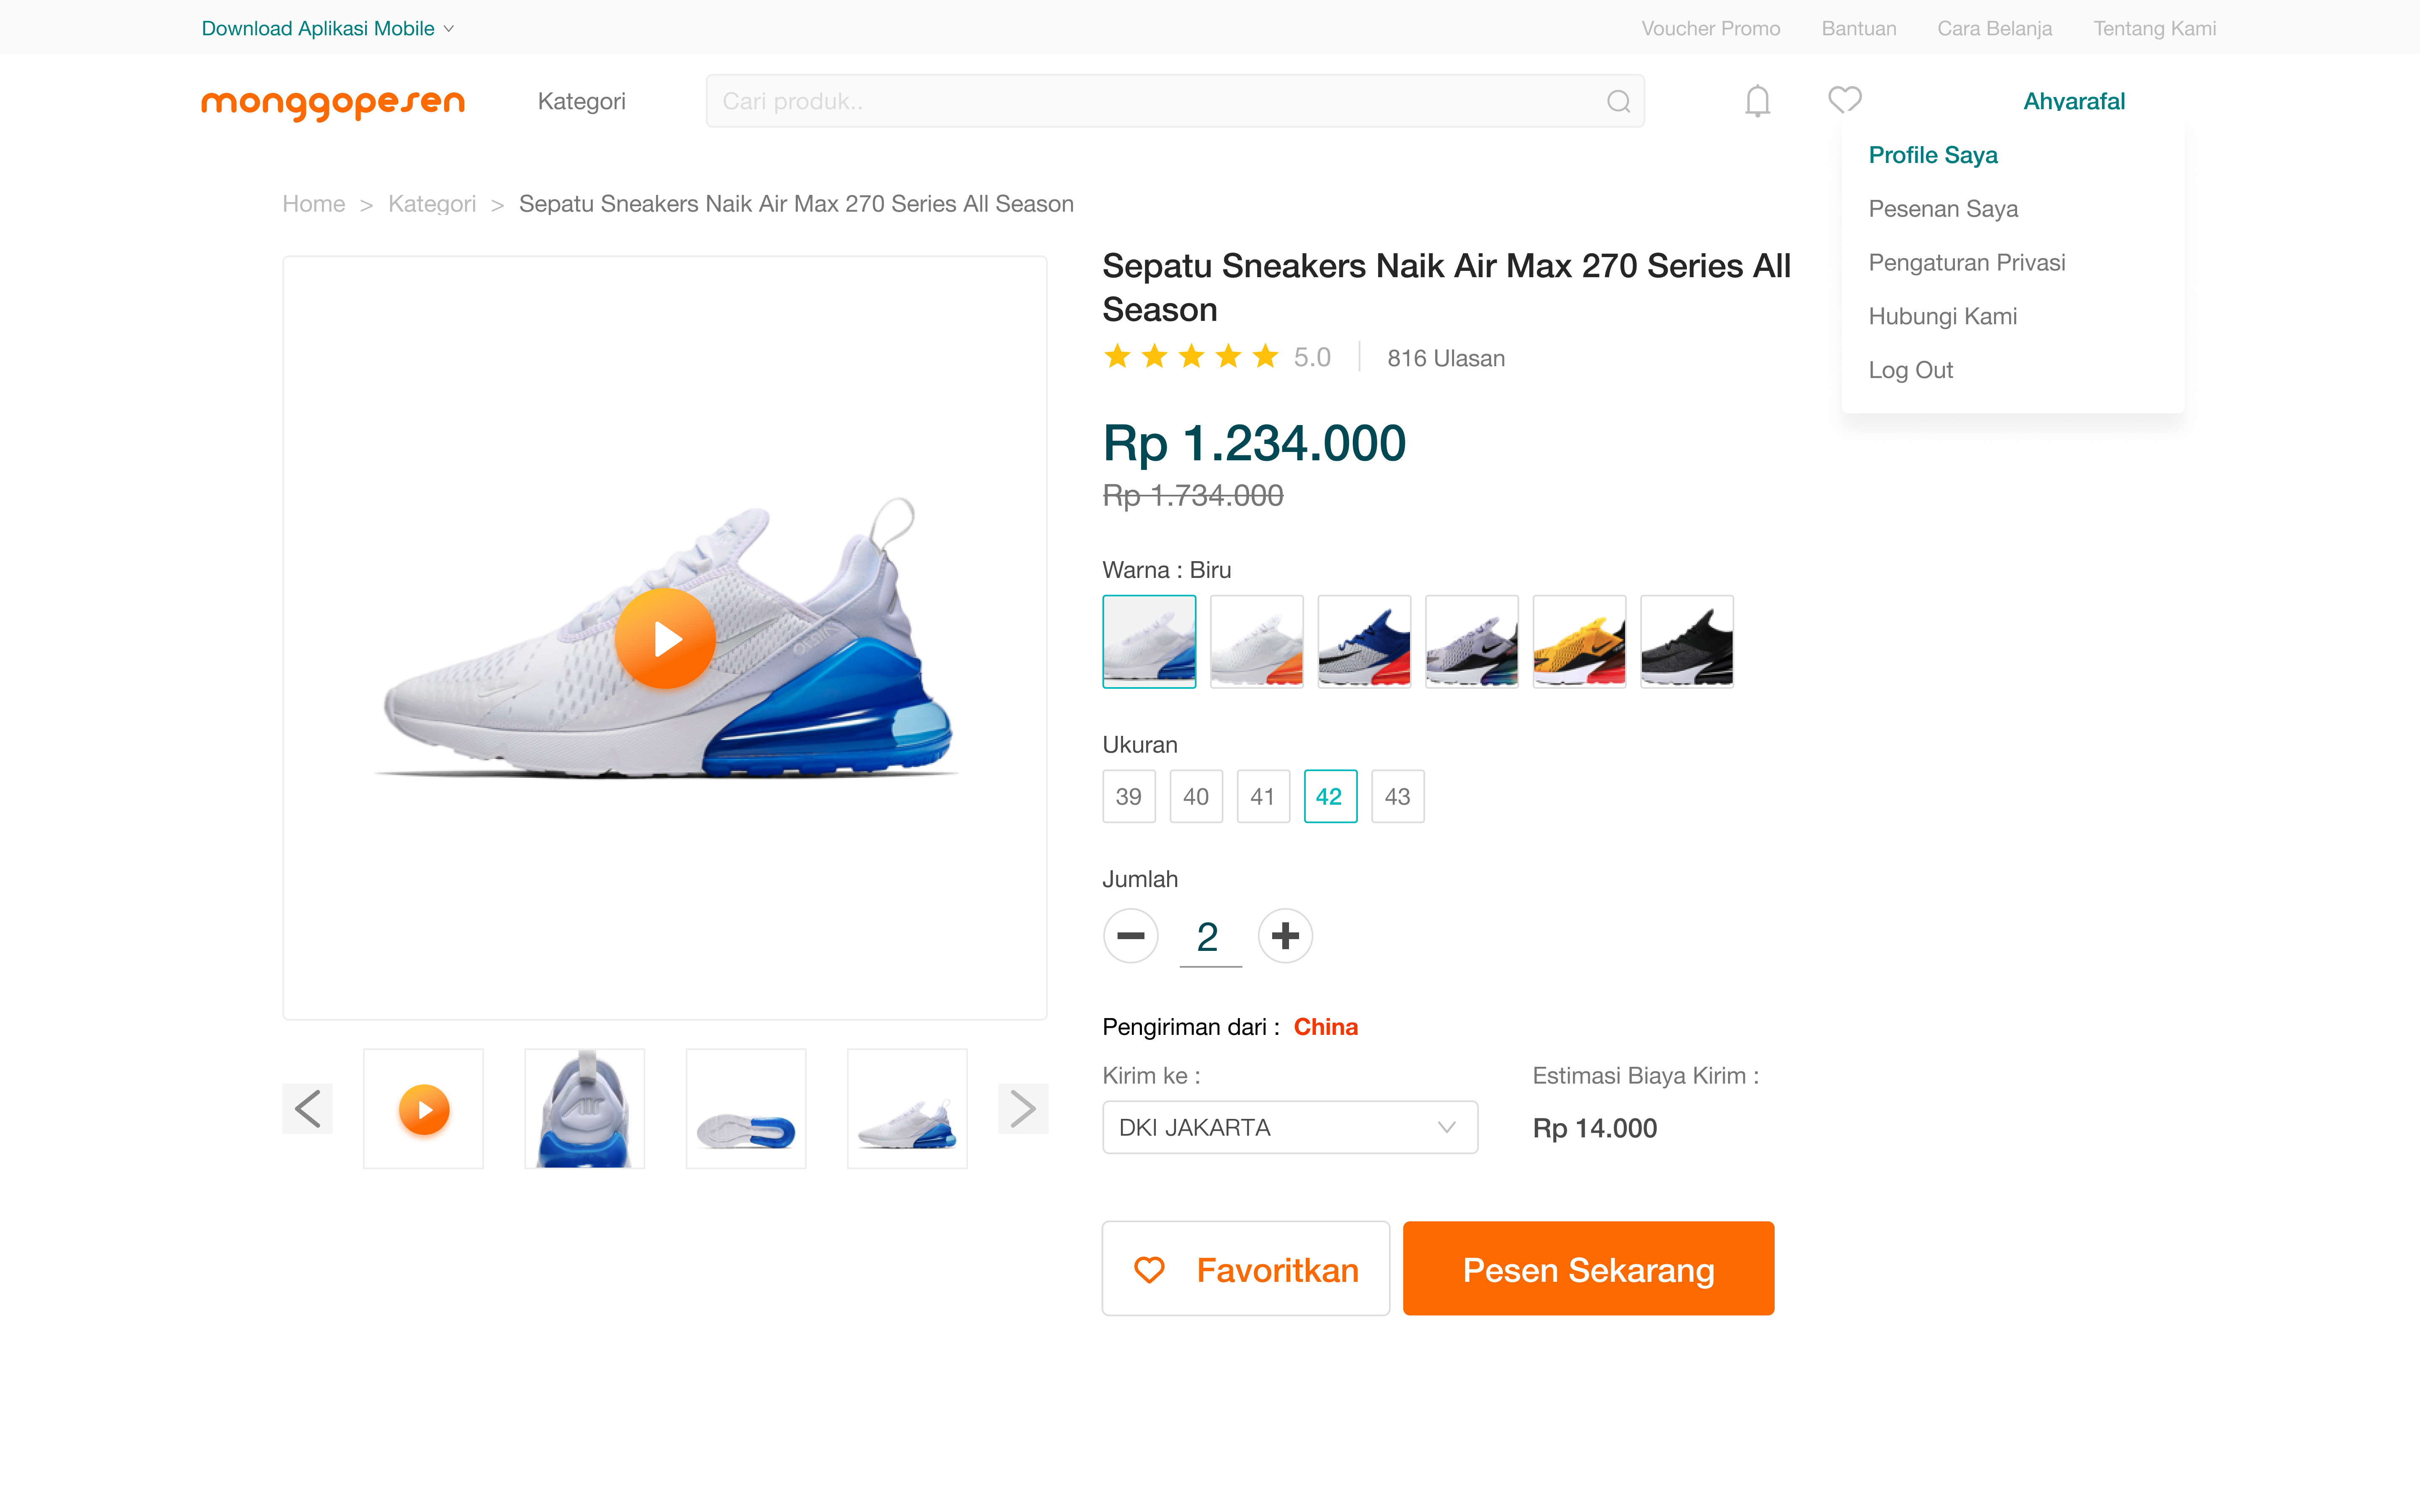 Download Aplikasi Mobile
Voucher Promo Bantuan Cara Belanja Tentang Kami
monggopesen
Kategori
Cari produk..
Ahyarafal
Profile Saya
Pesenan Saya
Pengaturan Privasi
Hubungi Kami
Log Out
Home > Kategori > Sepatu Sneakers Naik Air Max 270 Series All Season
Sepatu Sneakers Naik Air Max 270 Series All
Season
5.0
816 Ulasan
Rp 1.234.000
Rp 1.734.000
Warna : Biru
Ukuran
39 40 41 42 43
Jumlah
2
Pengiriman dari : China
Kirim ke :
DKI JAKARTA
Estimasi Biaya Kirim :
Rp 14.000
Favoritkan
Pesen Sekarang